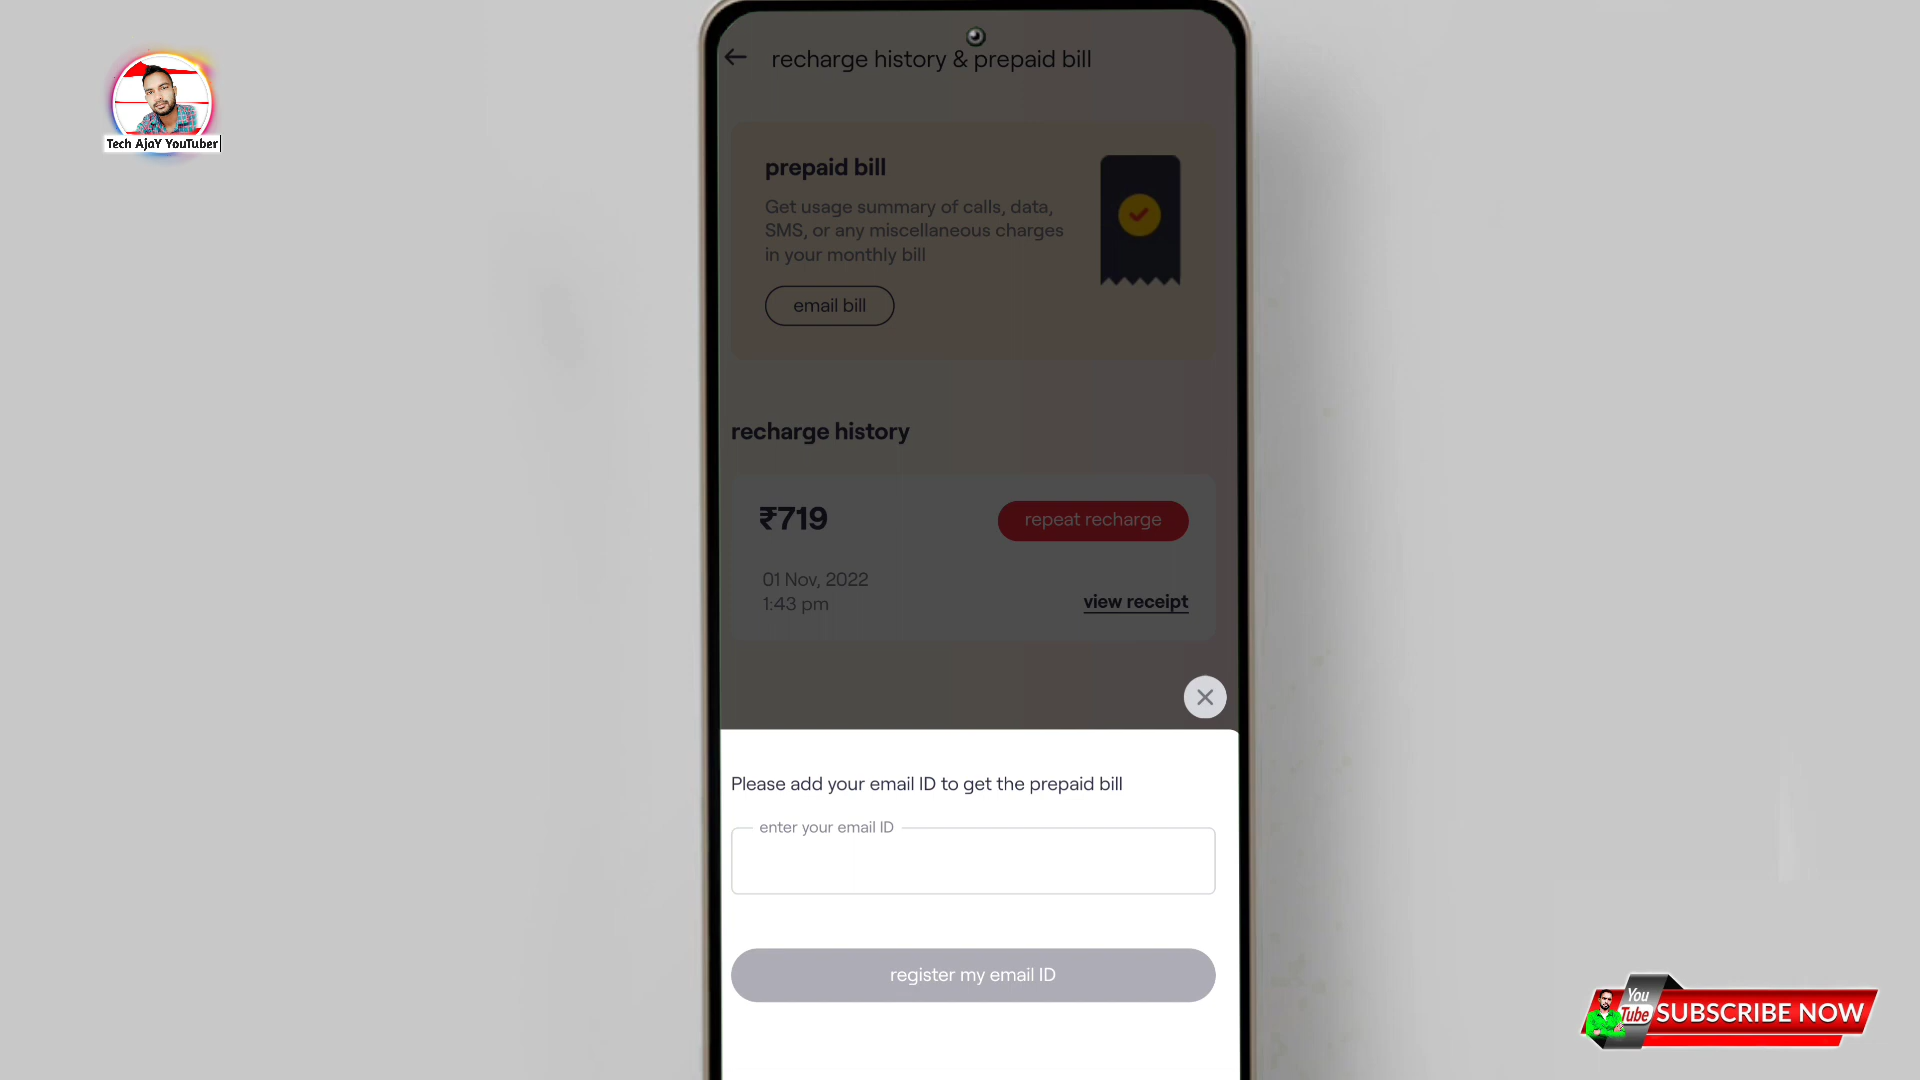 recharge history & prepaid bill
Tech AjaY YouTuber
prepaid bill
Get usage summary of calls, data,
SMS, or any miscellaneous charges
in your monthly bill
email bill
recharge history
₹719
repeat recharge
01 Nov, 2022
1:43 pm
view receipt
Please add your email ID to get the prepaid bill
enter your email ID
register my email ID
You
Tube
SUBSCRIBE NOW